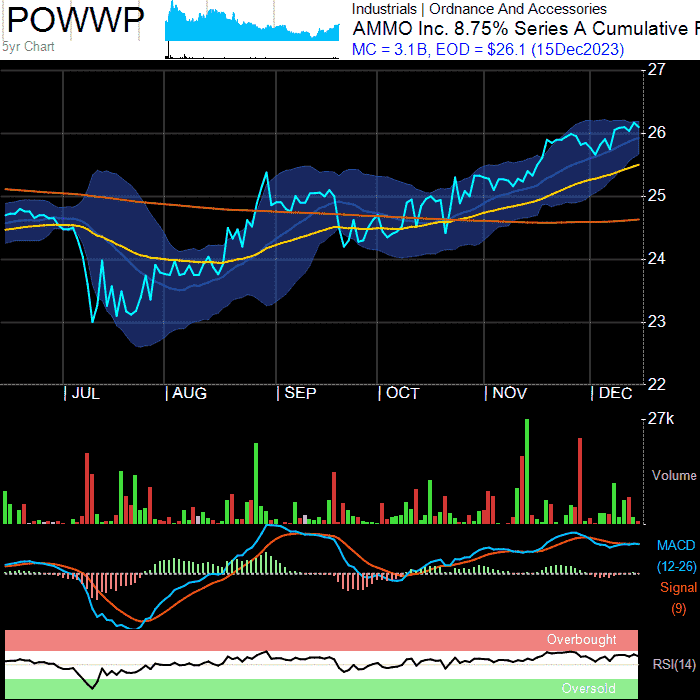 POWWP
5yr Chart
Industrials | Ordnance And Accessories
AMMO Inc. 8.75% Series A Cumulative
MC = 3.1B, EOD = $26.1 (15Dec2023)
27
26
25
24
23
22
JUL
AUG
SEP
OCT
NOV
DEC
27k
Volume
MACD
(12-26)
Signal
(9)
Overbought
RSI(14)
Oversold